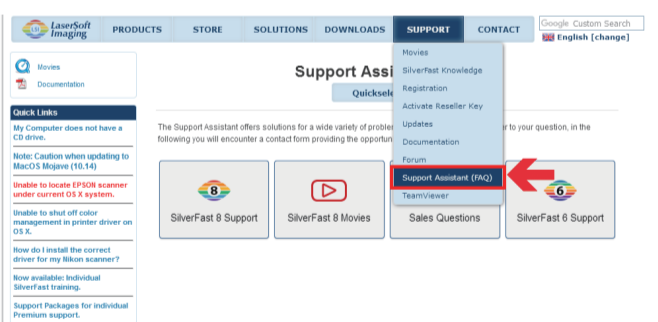 LaserSoft
Imaging
PRODUCTS
STORE
SOLUTIONS
DOWNLOADS
SUPPORT
CONTACT
Google Custom Search
English [change]
Movies
Documentation
Movies
SilverFast Knowledge
Registration
Activate Reseller Key
Updates
Documentation
Forum
Support Assistant (FAQ)
TeamViewer
Support Assi
Quicksele
Quick Links
My Computer does not have a
CD drive.
Note: Caution when updating to
MacOS Mojave (10.14)
Unable to locate EPSON scanner
under current OS X system.
Unable to shut off color
management in printer driver on
OS X.
How do I install the correct
driver for my Nikon scanner?
Now available: Individual
SilverFast training.
Support Packages for individual
Premium support.
The Support Assistant offers solutions for a wide variety of proble r to your question, in the
following you will encounter a contact form providing the opportun
8
SilverFast 8 Support
SilverFast 8 Movies
Sales Questions
6
SilverFast 6 Support